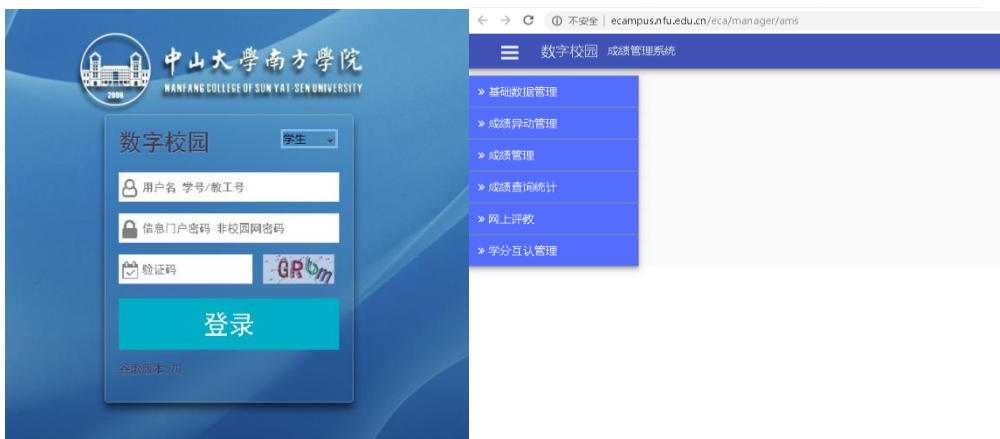 中山大學南方學院
NANFANG COLLEGE OF SUN YAT-SEN UNIVERSITY
2006
数字校园
学生
用户名 学号/教工号
信息门户密码 非校园网密码
验证码
GRbm
登录
谷歌版本:70
不安全 | ecampus.nfu.edu.cn/eca/manager/ams
数字校园 成绩管理系统
» 基础数据管理
» 成绩异动管理
» 成绩管理
» 成绩查询统计
» 网上评教
» 学分互认管理